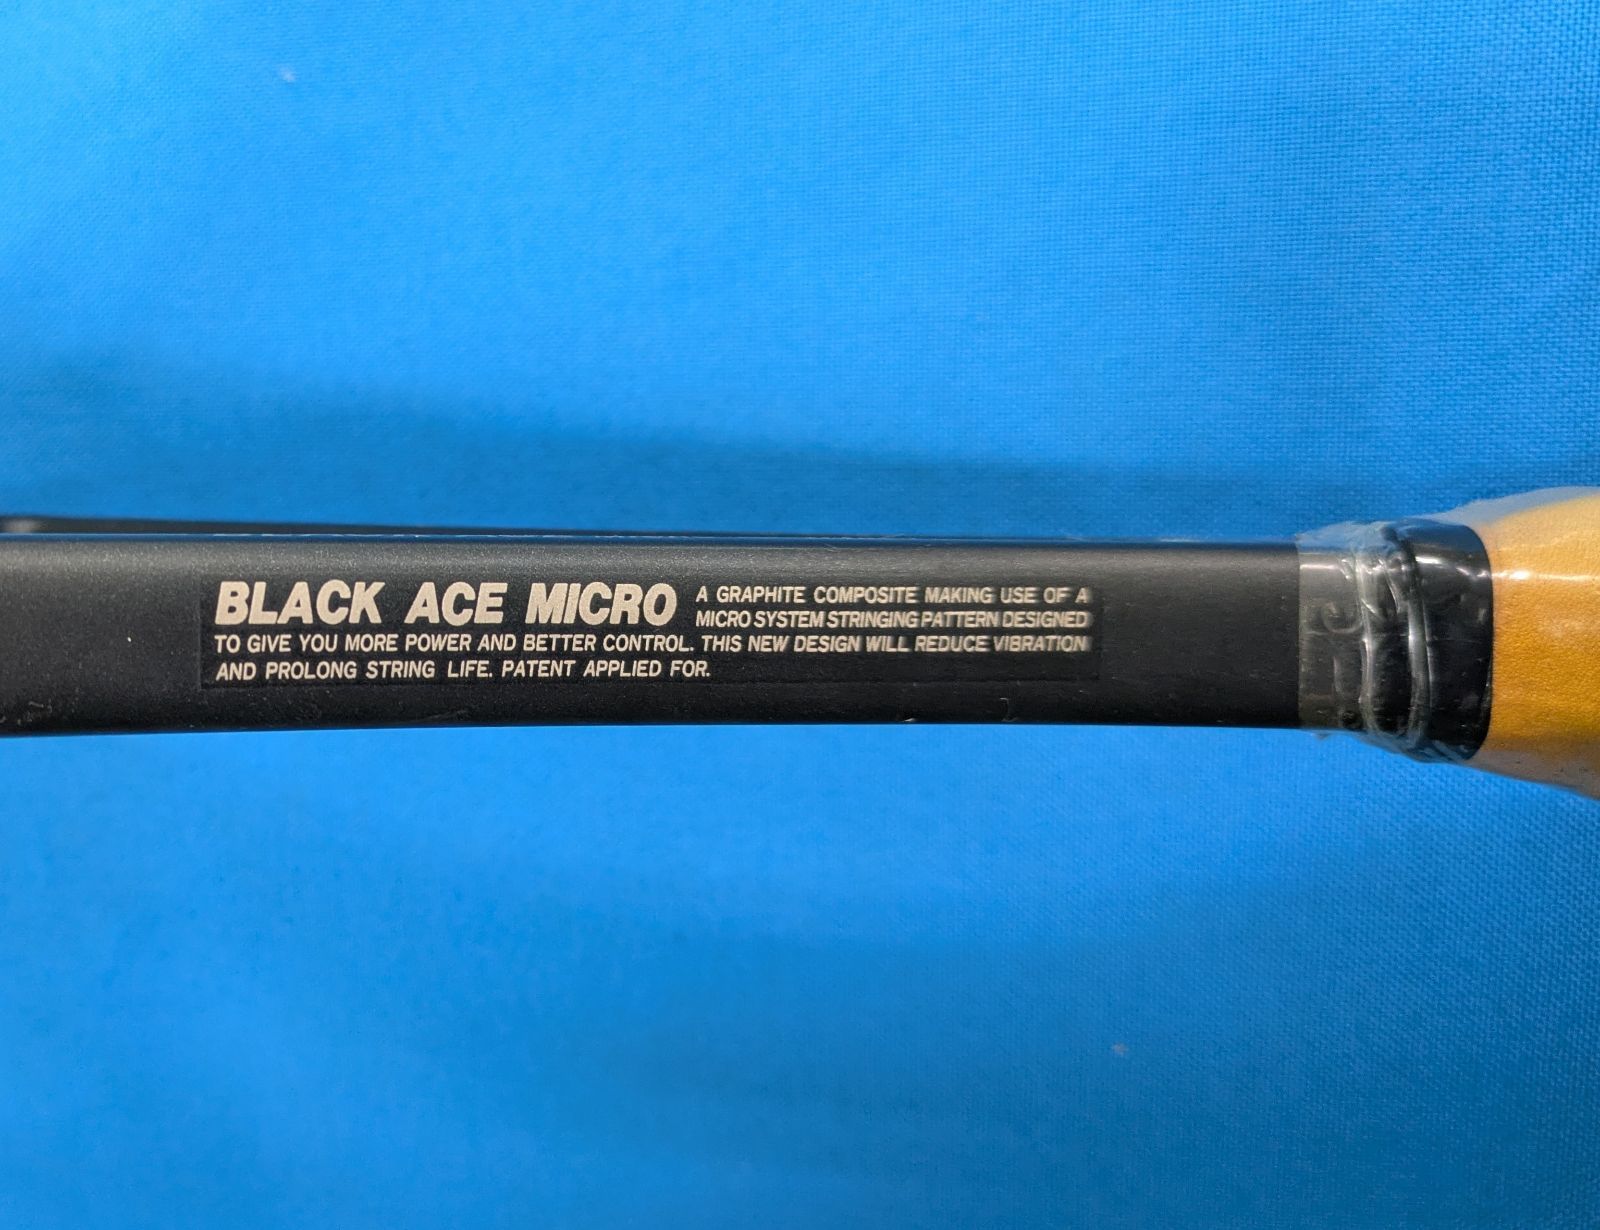 BLACK ACE MICRO A GRAPHITE COMPOSITE MAKING USE OF A
MICRO SYSTEM STRINGING PATTERN DESIGNED
TO GIVE YOU MORE POWER AND BETTER CONTROL. THIS NEW DESIGN WILL REDUCE VIBRATION
AND PROLONG STRING LIFE. PATENT APPLIED FOR.